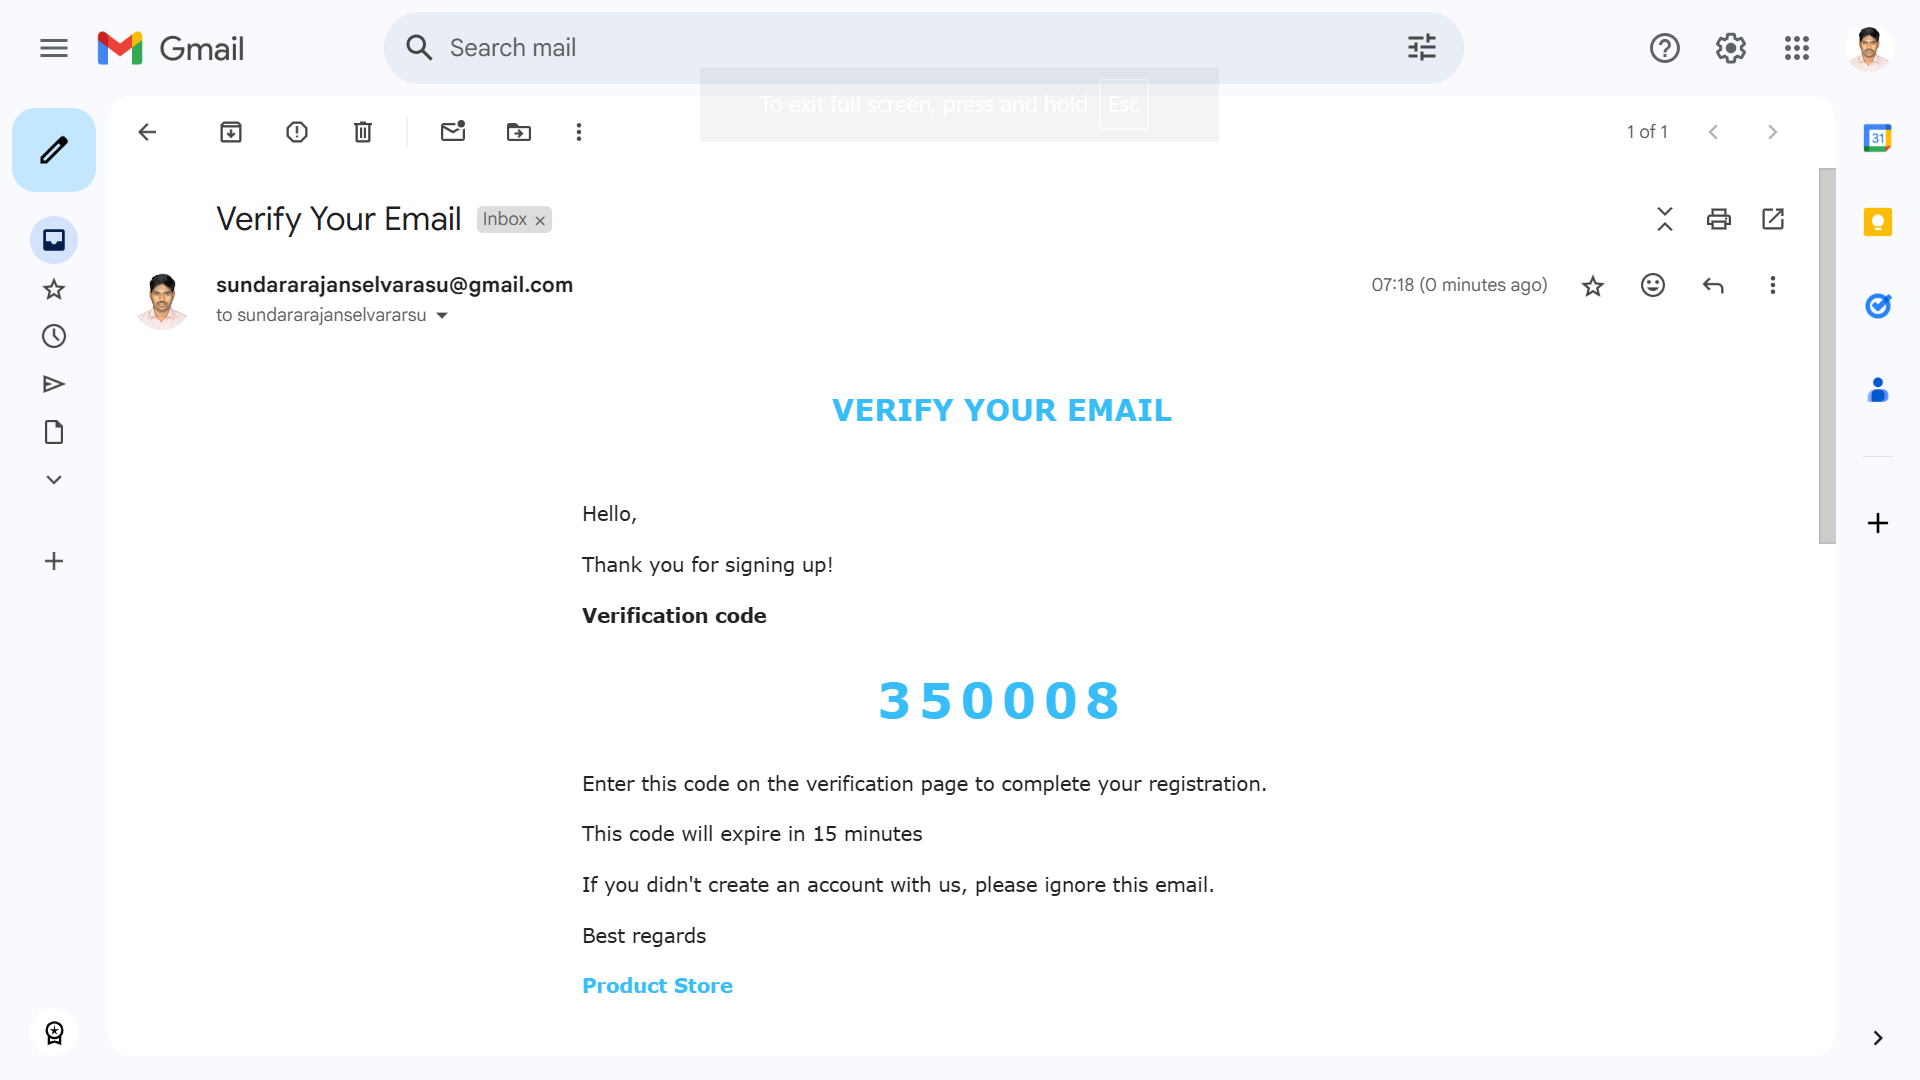 Gmail
Search mail
To exit full screen, press and hold Esc
1 of 1
31
Verify Your Email Inbox ×
sundararajanselvarasu@gmail.com
07:18 (0 minutes ago)
to sundararajanselvararsu
VERIFY YOUR EMAIL
Hello,
Thank you for signing up!
Verification code
350008
Enter this code on the verification page to complete your registration.
This code will expire in 15 minutes
If you didn't create an account with us, please ignore this email.
Best regards
Product Store